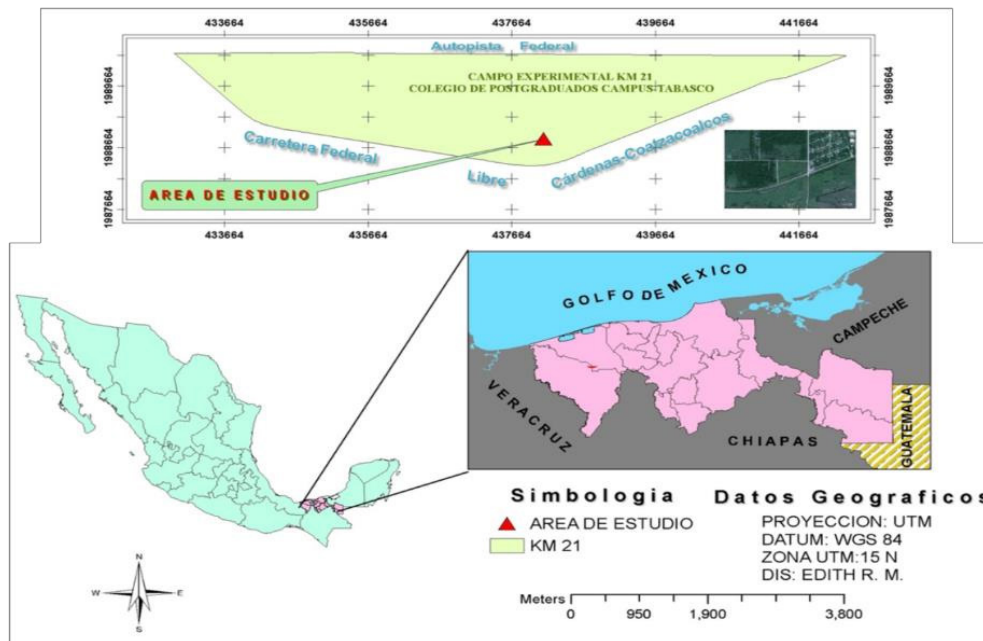 433664 435664 437664 439664 441664
Autopista Federal
CAMPO EXPERIMENTAL KM 21
COLEGIO DE POSTGRADUADOS CAMPUS-TABASCO
1989664 1989664
1988664 1988664
1987664 1987664
Carretera Federal
Libre
Cárdenas-Coalzacoalcos
AREA DE ESTUDIO
433664 435664 437664 439664 441664
GOLFO DE MEXICO
CAMPECHE
VERACRUZ
CHIAPAS
GUATEMALA
Simbologia
AREA DE ESTUDIO
KM 21
Datos Geograficos
PROYECCION: UTM
DATUM: WGS 84
ZONA UTM:15 N
DIS: EDITH R. M.
N
W E
S
Meters
0 950 1,900 3,800